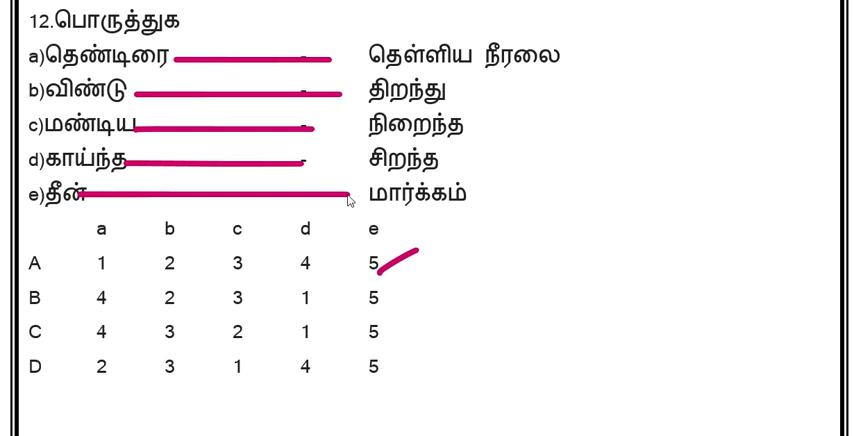 12.பொருத்துக
a)தெண்டிரை - தெள்ளிய நீரலை
b)விண்டு - திறந்து
c)மண்டிய - நிறைந்த
d)காய்ந்த - சிறந்த
e)தீன் மார்க்கம்
a b c d e
A 1 2 3 4 5
B 4 2 3 1 5
C 4 3 2 1 5
D 2 3 1 4 5